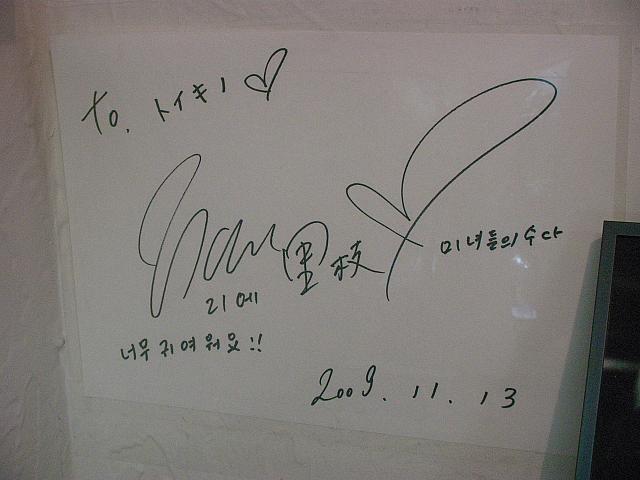 to. トイキノ
里枝
미녀들의 수다
리에
너무 귀여워요!!
2009. 11. 13